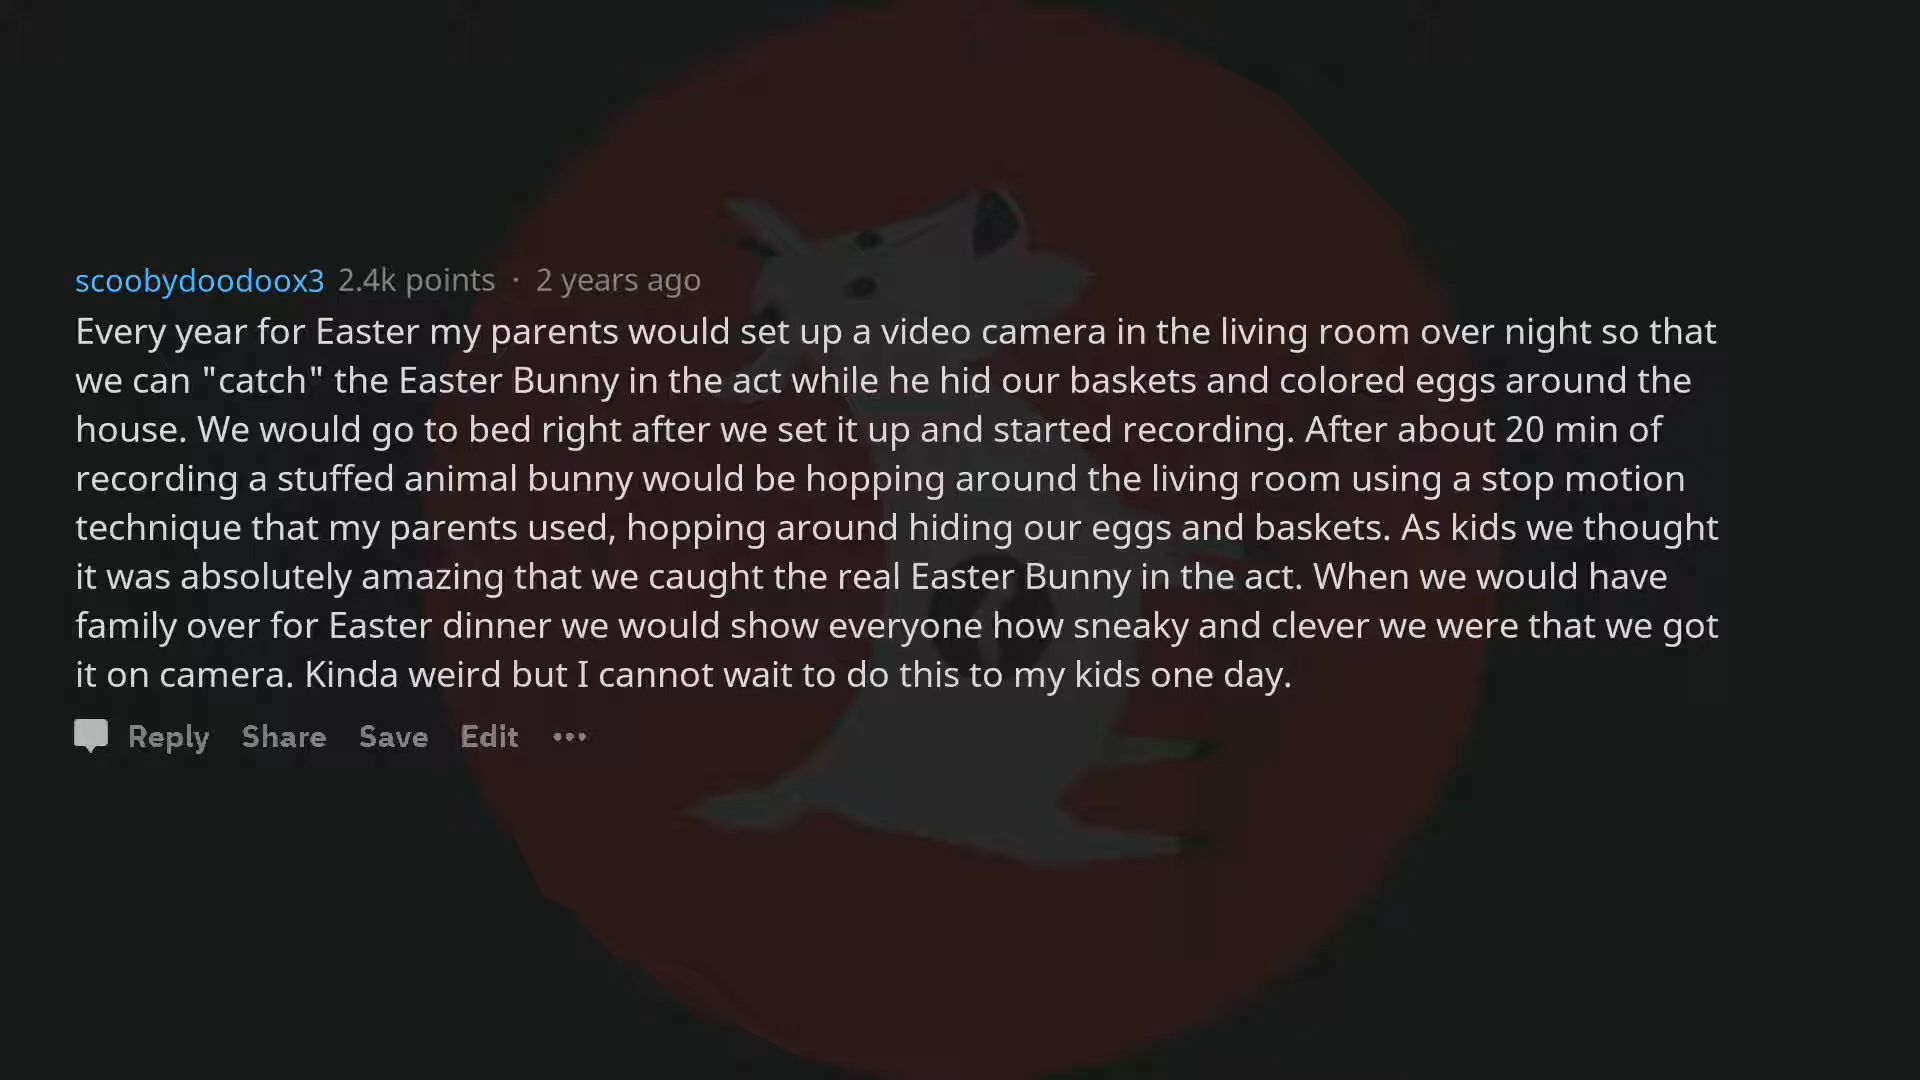 scoobydoodoox3 2.4k points · 2 years ago
Every year for Easter my parents would set up a video camera in the living room over night so that
we can "catch" the Easter Bunny in the act while he hid our baskets and colored eggs around the
house. We would go to bed right after we set it up and started recording. After about 20 min of
recording a stuffed animal bunny would be hopping around the living room using a stop motion
technique that my parents used, hopping around hiding our eggs and baskets. As kids we thought
it was absolutely amazing that we caught the real Easter Bunny in the act. When we would have
family over for Easter dinner we would show everyone how sneaky and clever we were that we got
it on camera. Kinda weird but I cannot wait to do this to my kids one day.
Reply Share Save Edit •••